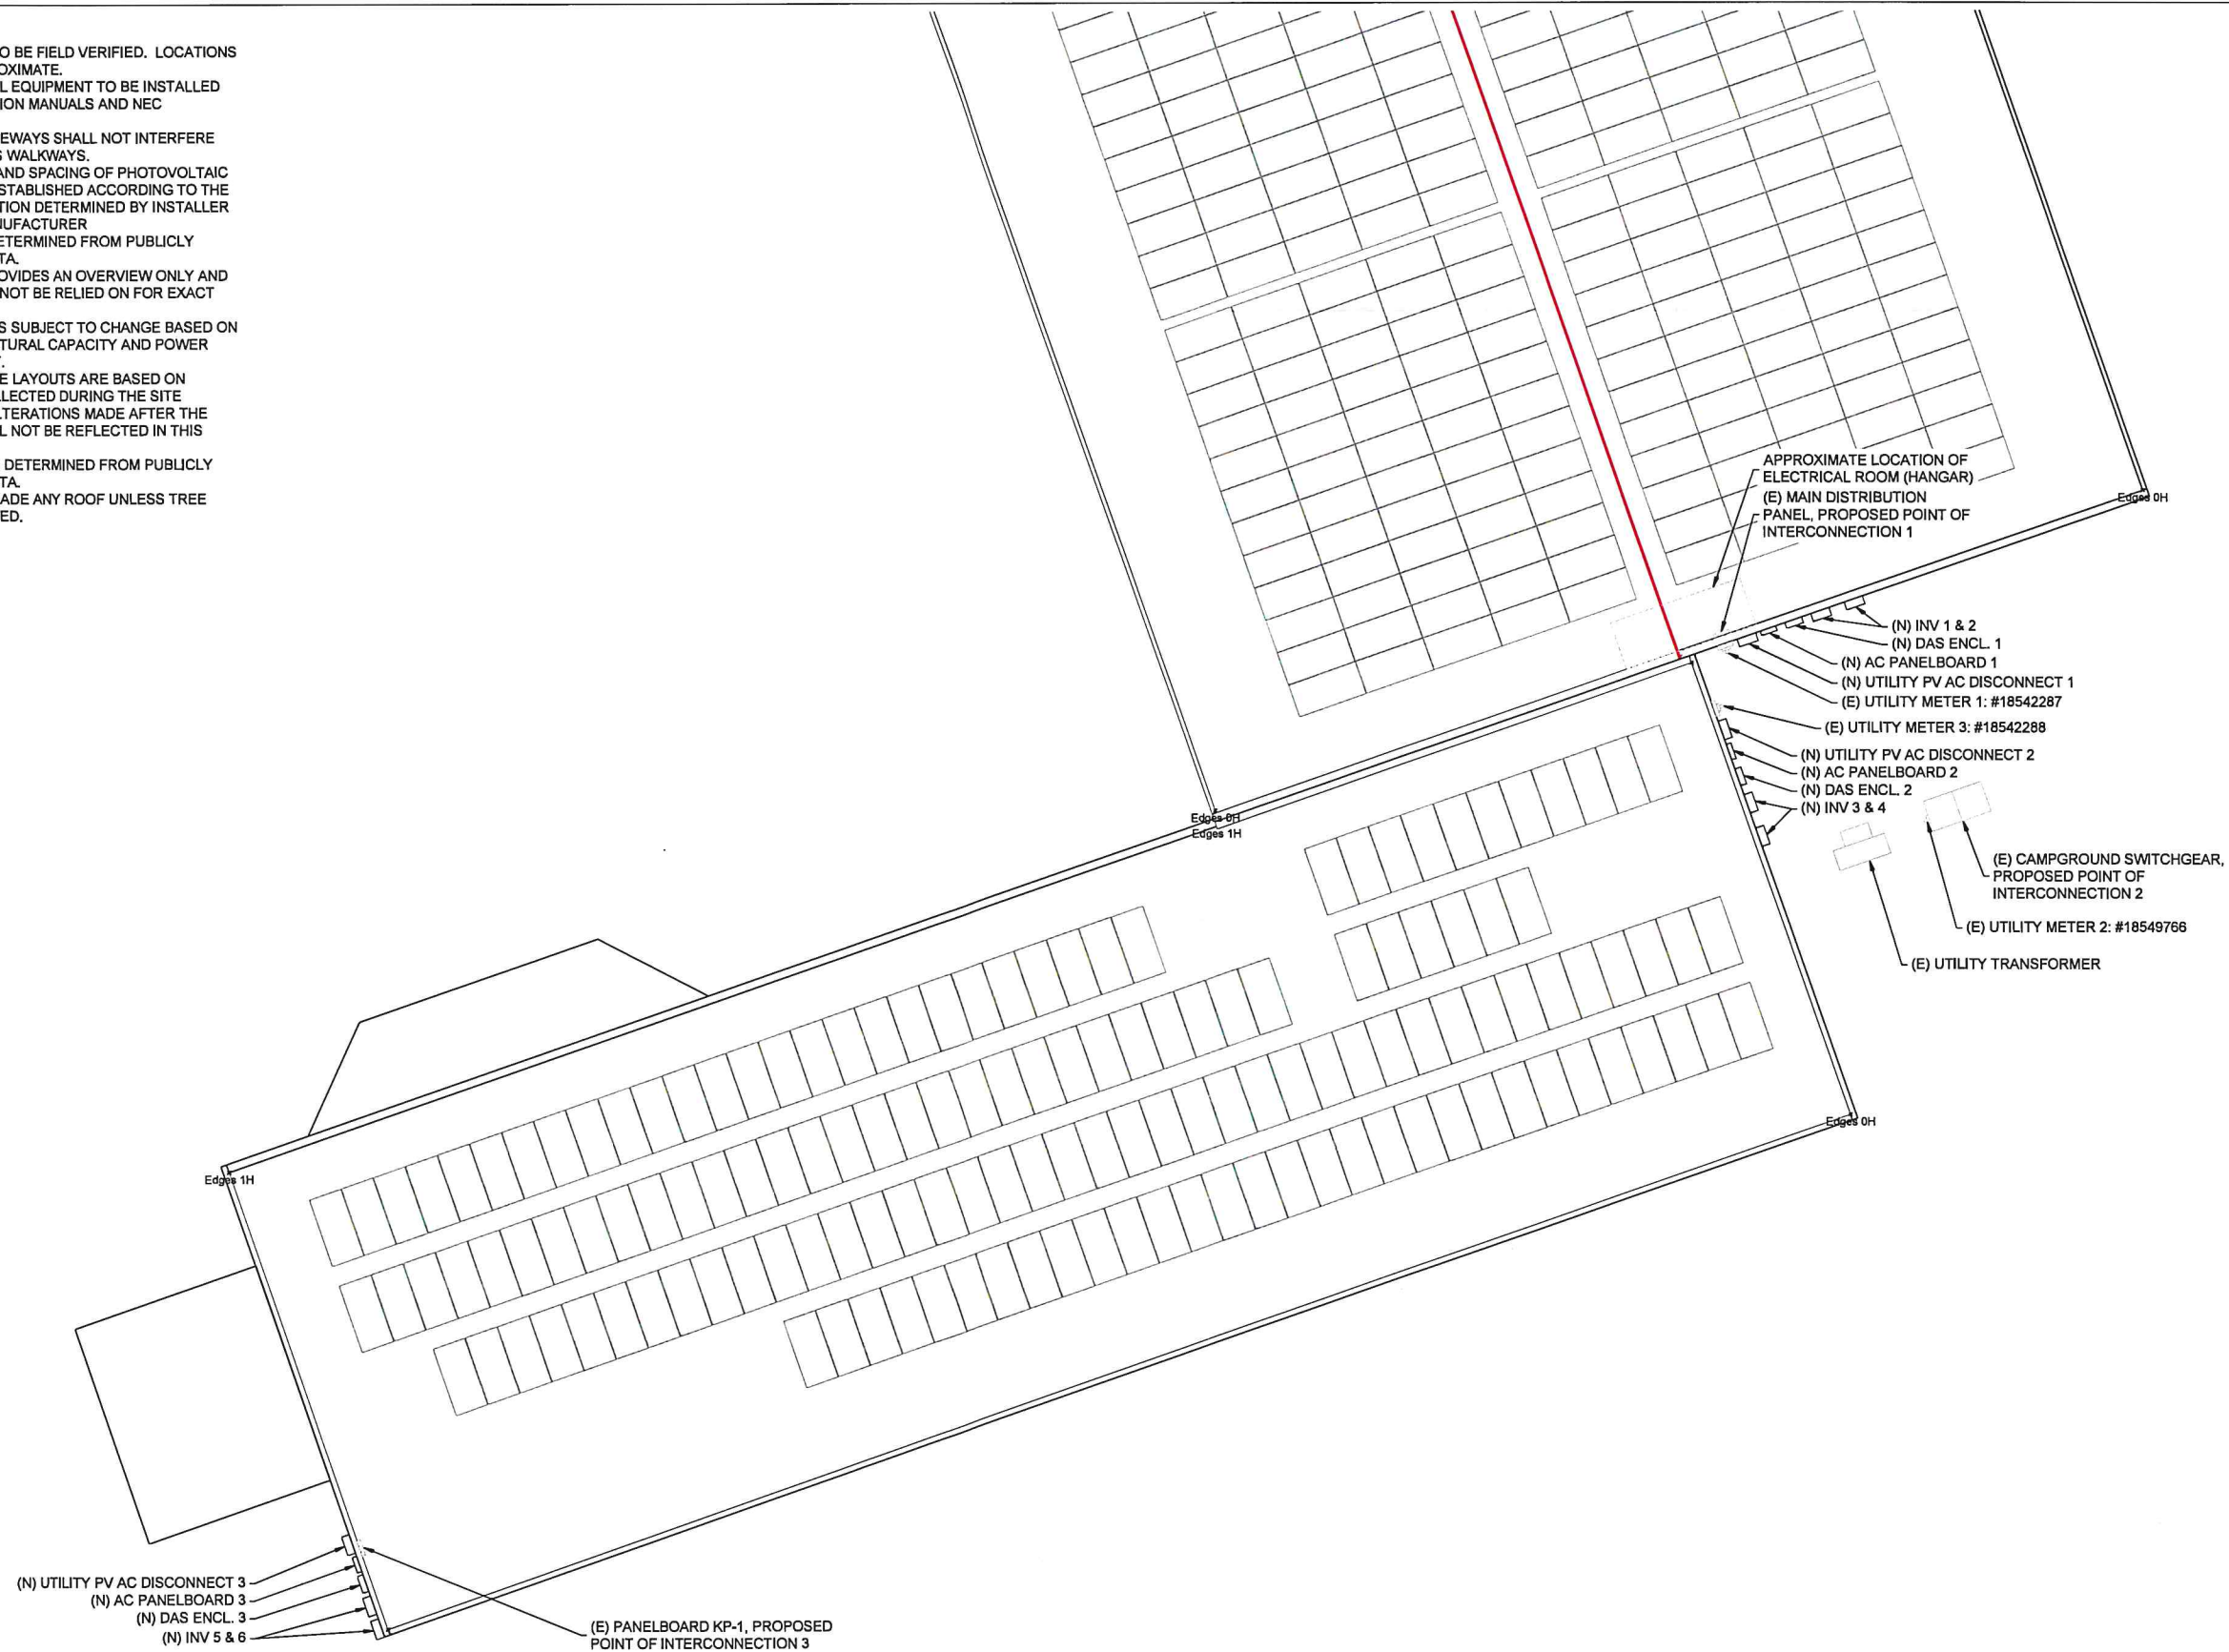 O BE FIELD VERIFIED. LOCATIONS
OXIMATE.
L EQUIPMENT TO BE INSTALLED
ION MANUALS AND NEC
EWAYS SHALL NOT INTERFERE
S WALKWAYS.
AND SPACING OF PHOTOVOLTAIC
STABLISHED ACCORDING TO THE
TION DETERMINED BY INSTALLER
NUFACTURER
ETERMINED FROM PUBLICLY
TA.
OVIDES AN OVERVIEW ONLY AND
NOT BE RELIED ON FOR EXACT
S SUBJECT TO CHANGE BASED ON
TURAL CAPACITY AND POWER
Y.
E LAYOUTS ARE BASED ON
LLECTED DURING THE SITE
LTERATIONS MADE AFTER THE
L NOT BE REFLECTED IN THIS
DETERMINED FROM PUBLICLY
TA.
ADE ANY ROOF UNLESS TREE
ED.
APPROXIMATE LOCATION OF
ELECTRICAL ROOM (HANGAR)
(E) MAIN DISTRIBUTION
PANEL, PROPOSED POINT OF
INTERCONNECTION 1
Edges 0H
(N) INV 1 & 2
(N) DAS ENCL. 1
(N) AC PANELBOARD 1
(N) UTILITY PV AC DISCONNECT 1
(E) UTILITY METER 1: #18542287
(E) UTILITY METER 3: #18542288
(N) UTILITY PV AC DISCONNECT 2
(N) AC PANELBOARD 2
(N) DAS ENCL. 2
(N) INV 3 & 4
Edges 0H
Edges 1H
(E) CAMPGROUND SWITCHGEAR,
PROPOSED POINT OF
INTERCONNECTION 2
(E) UTILITY METER 2: #18549766
(E) UTILITY TRANSFORMER
Edges 0H
Edges 1H
(N) UTILITY PV AC DISCONNECT 3
(N) AC PANELBOARD 3
(N) DAS ENCL. 3
(N) INV 5 & 6
(E) PANELBOARD KP-1, PROPOSED
POINT OF INTERCONNECTION 3